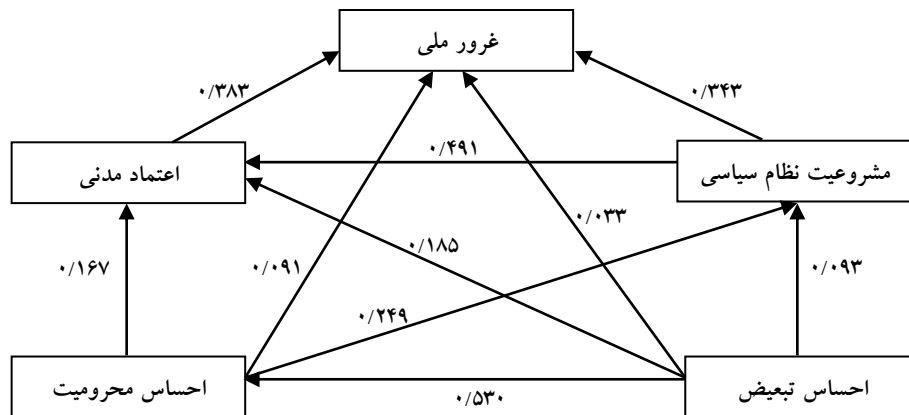 غرور ملی
۰/۳۸۳
۰/۳۴۳
اعتماد مدنی
۰/۴۹۱
مشروعیت نظام سیاسی
۰/۰۳۳
۰/۱۸۵
۰/۱۶۷
۰/۰۹۱
۰/۰۹۳
۰/۲۴۹
احساس محرومیت
احساس تبعیض
۰/۵۳۰